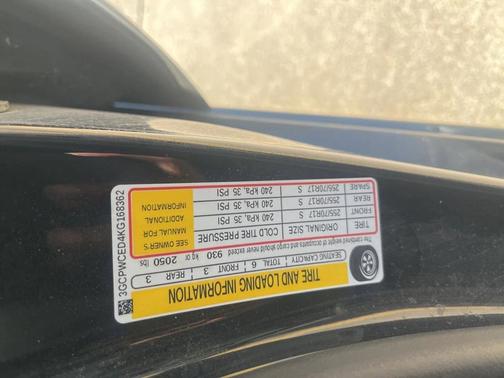 TIRE AND LOADING INFORMATION
SEATING CAPACITY TOTAL 6 FRONT 3 REAR 3
The combined weight of occupants and cargo should never exceed 930 kg or 2050 lbs
TIRE ORIGINAL SIZE COLD TIRE PRESSURE
FRONT 255/70R17 S 240 kPa, 35 PSI
REAR 255/70R17 S 240 kPa, 35 PSI
SPARE 255/70R17 S 240 kPa, 35 PSI
SEE OWNER'S
MANUAL FOR
ADDITIONAL
INFORMATION
3GCPWCED4KG168362